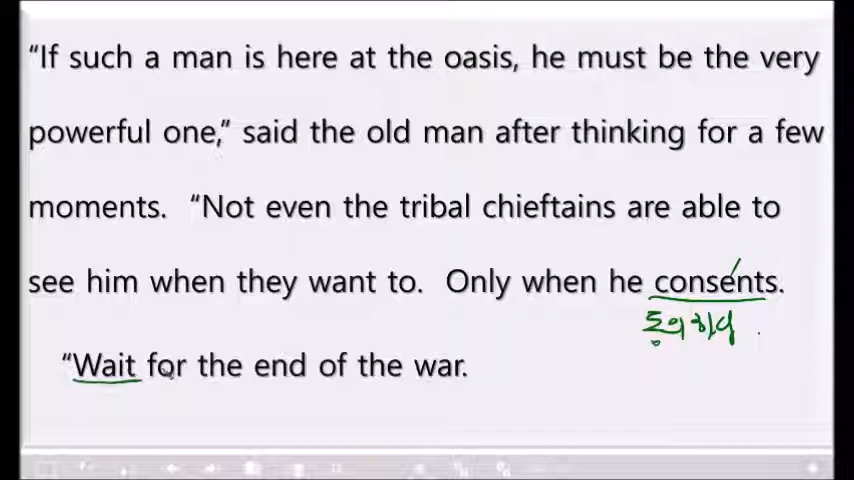 “If such a man is here at the oasis, he must be the very
powerful one,” said the old man after thinking for a few
moments. “Not even the tribal chieftains are able to
see him when they want to. Only when he consents.
동의하다
“Wait for the end of the war.